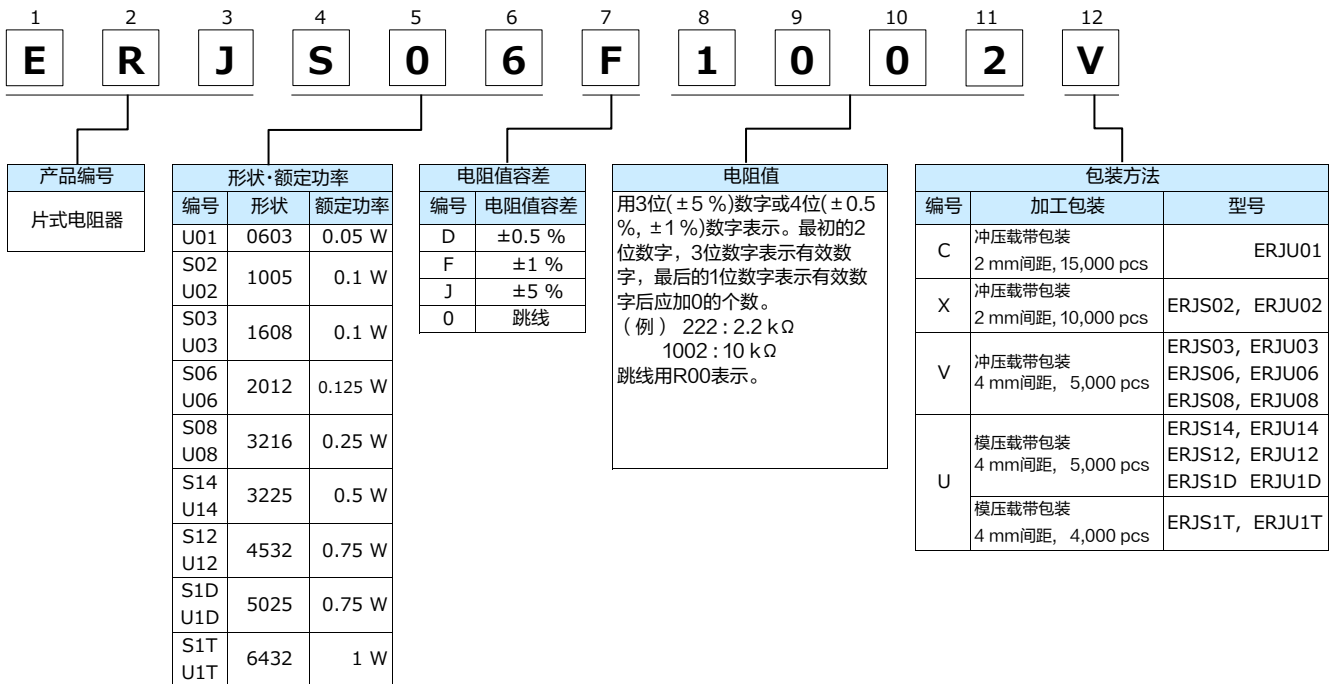 1 2 3 4 5 6 7 8 9 10 11 12
E R J S 0 6 F 1 0 0 2 V
产品编号
片式电阻器
形状·额定功率
编号 形状 额定功率
U01 0603 0.05 W
S02
U02
1005 0.1 W
S03
U03
1608 0.1 W
S06
U06
2012 0.125 W
S08
U08
3216 0.25 W
S14
U14
3225 0.5 W
S12
U12
4532 0.75 W
S1D
U1D
5025 0.75 W
S1T
U1T
6432 1 W
电阻值容差
编号 电阻值容差
D ±0.5 %
F ±1 %
J ±5 %
0 跳线
电阻值
用3位(±5 %)数字或4位(±0.5
%, ±1 %)数字表示。最初的2
位数字，3位数字表示有效数
字，最后的1位数字表示有效数
字后应加0的个数。
（例） 222 : 2.2 kΩ
1002 : 10 kΩ
跳线用R00表示。
包装方法
编号 加工包装 型号
C
冲压载带包装
2 mm间距, 15,000 pcs
ERJU01
X
冲压载带包装
2 mm间距, 10,000 pcs
ERJS02, ERJU02
V
冲压载带包装
4 mm间距, 5,000 pcs
ERJS03, ERJU03
ERJS06, ERJU06
ERJS08, ERJU08
U
模压载带包装
4 mm间距, 5,000 pcs
ERJS14, ERJU14
ERJS12, ERJU12
ERJS1D ERJU1D
模压载带包装
4 mm间距, 4,000 pcs
ERJS1T, ERJU1T